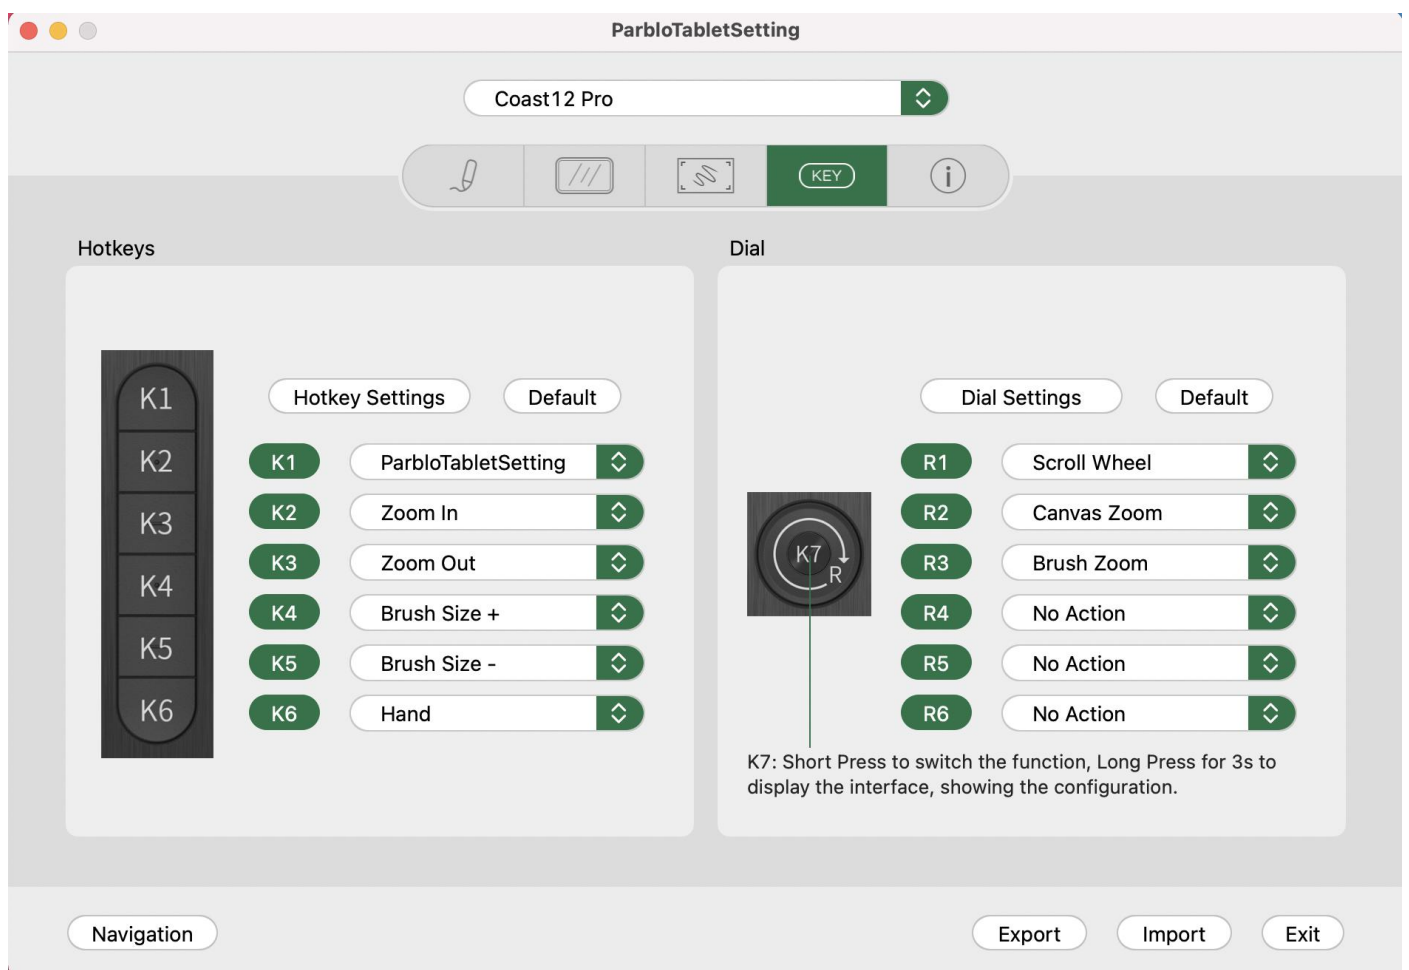 ParbloTabletSetting
Coast12 Pro
KEY
Hotkeys
K1
K2
K3
K4
K5
K6
Hotkey Settings Default
K1 ParbloTabletSetting
K2 Zoom In
K3 Zoom Out
K4 Brush Size +
K5 Brush Size -
K6 Hand
Dial
K7
R
Dial Settings Default
R1 Scroll Wheel
R2 Canvas Zoom
R3 Brush Zoom
R4 No Action
R5 No Action
R6 No Action
K7: Short Press to switch the function, Long Press for 3s to
display the interface, showing the configuration.
Navigation Export Import Exit